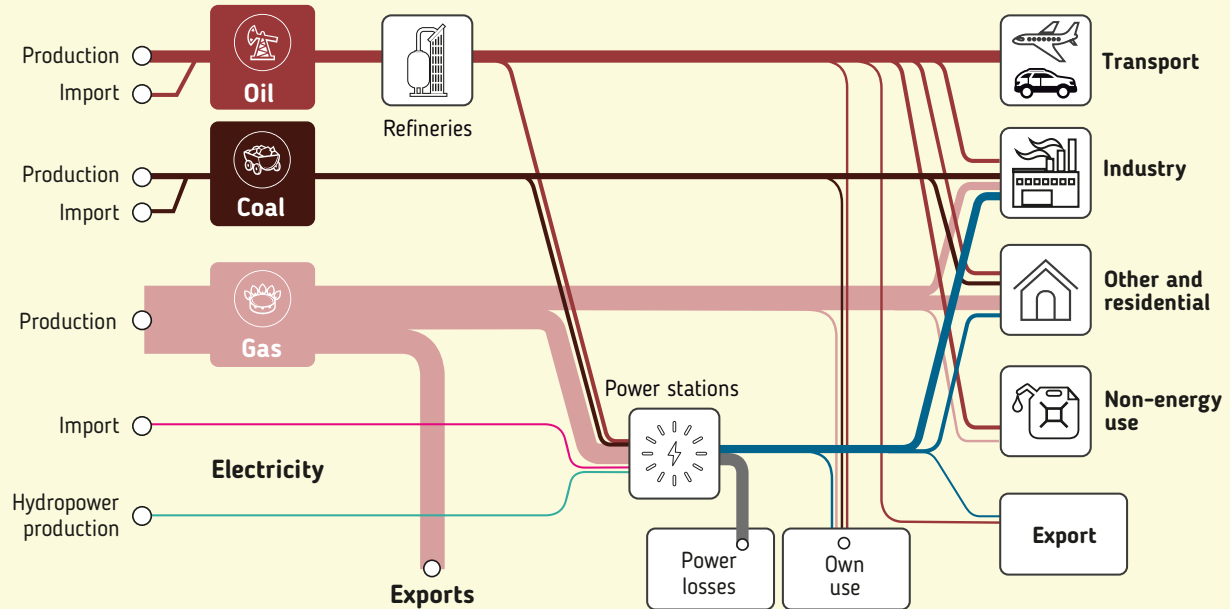 Production
Import
Oil
Refineries
Transport
Production
Import
Coal
Industry
Production
Gas
Other and
residential
Power stations
Non-energy
use
Import
Electricity
Hydropower
production
Exports
Power
losses
Own
use
Export